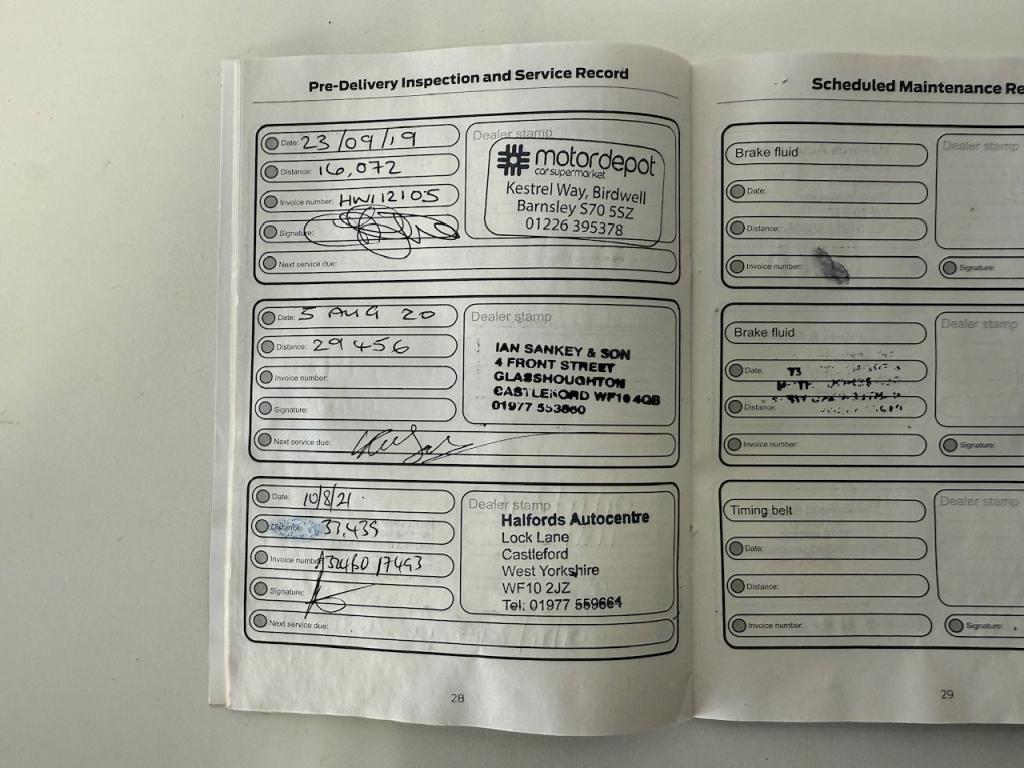 Pre-Delivery Inspection and Service Record
Date: 23/09/19
Distance: 16,072
Invoice number: HW112105
Signature:
Next service due:
Dealer stamp
motordepot
car supermarket
Kestrel Way, Birdwell
Barnsley S70 5SZ
01226 395378
Date: 5 AUG 20
Distance: 29456
Invoice number:
Signature:
Next service due:
Dealer stamp
IAN SANKEY & SON
4 FRONT STREET
GLASSHOUGHTON
CASTLEFORD WF10 4QB
01977 553860
Date: 10/8/21
Distance: 33,435
Invoice number:
Signature:
Next service due:
Dealer stamp
Halfords Autocentre
Lock Lane
Castleford
West Yorkshire
WF10 2JZ
Tel: 01977 559664
28
Scheduled Maintenance Re
Brake fluid
Date:
Distance:
Invoice number:
Dealer stamp
Signature:
Brake fluid
Date:
Distance:
Invoice number:
Dealer stamp
Signature:
Timing belt
Date:
Distance:
Invoice number:
Dealer stamp
Signature:
29